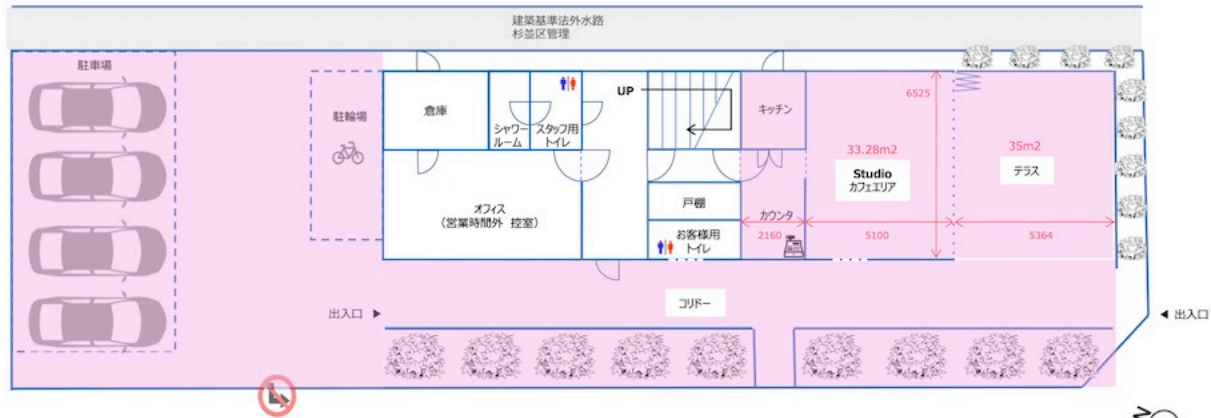 建築基準法外水路
杉並区管理
駐車場
駐輪場
倉庫
シャワー
ルーム
スタッフ用
トイレ
UP
キッチン
6525
33.28m2
Studio
カフェエリア
35m2
テラス
オフィス
（営業時間外 控室）
戸棚
お客様用
トイレ
カウンタ
2160
5100
5364
コリドー
出入口 ▶
◀ 出入口
N